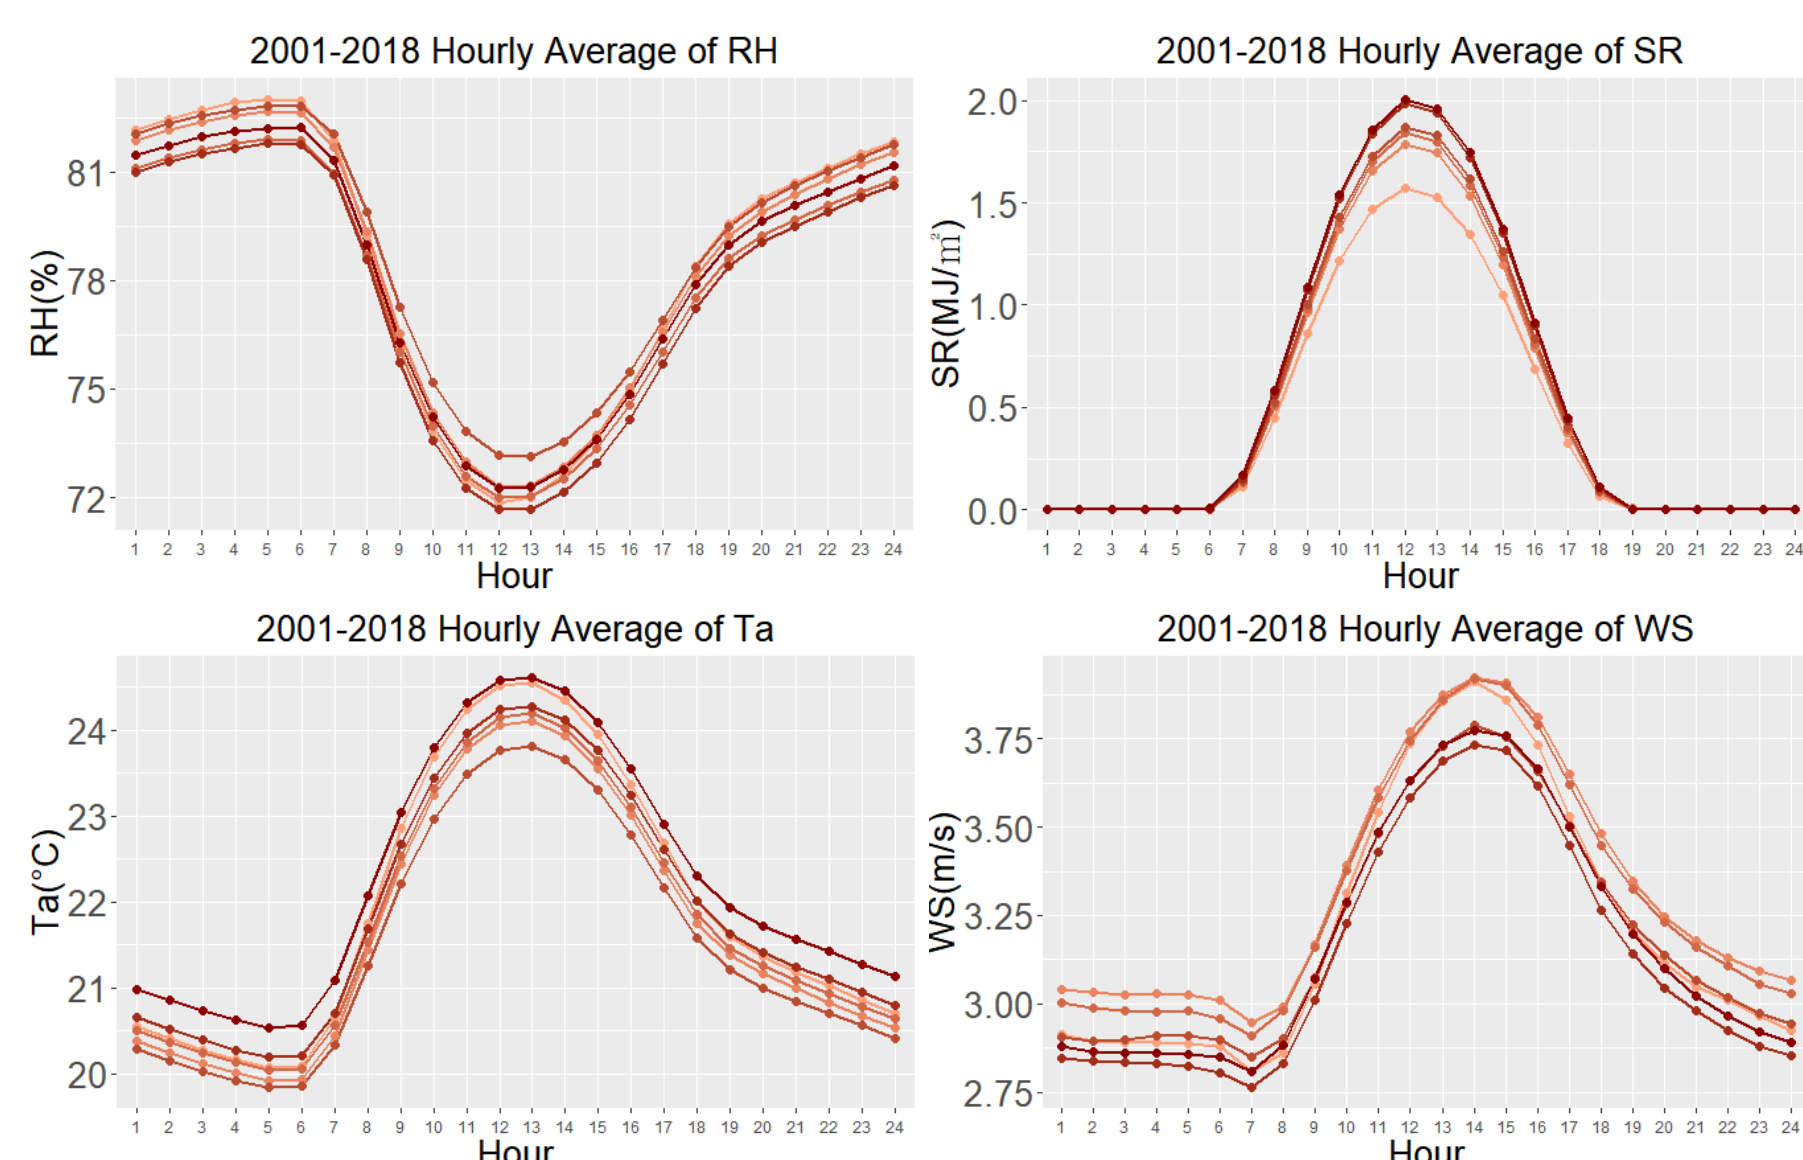 2001-2018 Hourly Average of RH
RH(%)
81
78
75
72
1 2 3 4 5 6 7 8 9 10 11 12 13 14 15 16 17 18 19 20 21 22 23 24
Hour
2001-2018 Hourly Average of SR
SR(MJ/m²)
2.0
1.5
1.0
0.5
0.0
1 2 3 4 5 6 7 8 9 10 11 12 13 14 15 16 17 18 19 20 21 22 23 24
Hour
2001-2018 Hourly Average of Ta
Ta(°C)
24
23
22
21
20
1 2 3 4 5 6 7 8 9 10 11 12 13 14 15 16 17 18 19 20 21 22 23 24
Hour
2001-2018 Hourly Average of WS
WS(m/s)
3.75
3.50
3.25
3.00
2.75
1 2 3 4 5 6 7 8 9 10 11 12 13 14 15 16 17 18 19 20 21 22 23 24
Hour